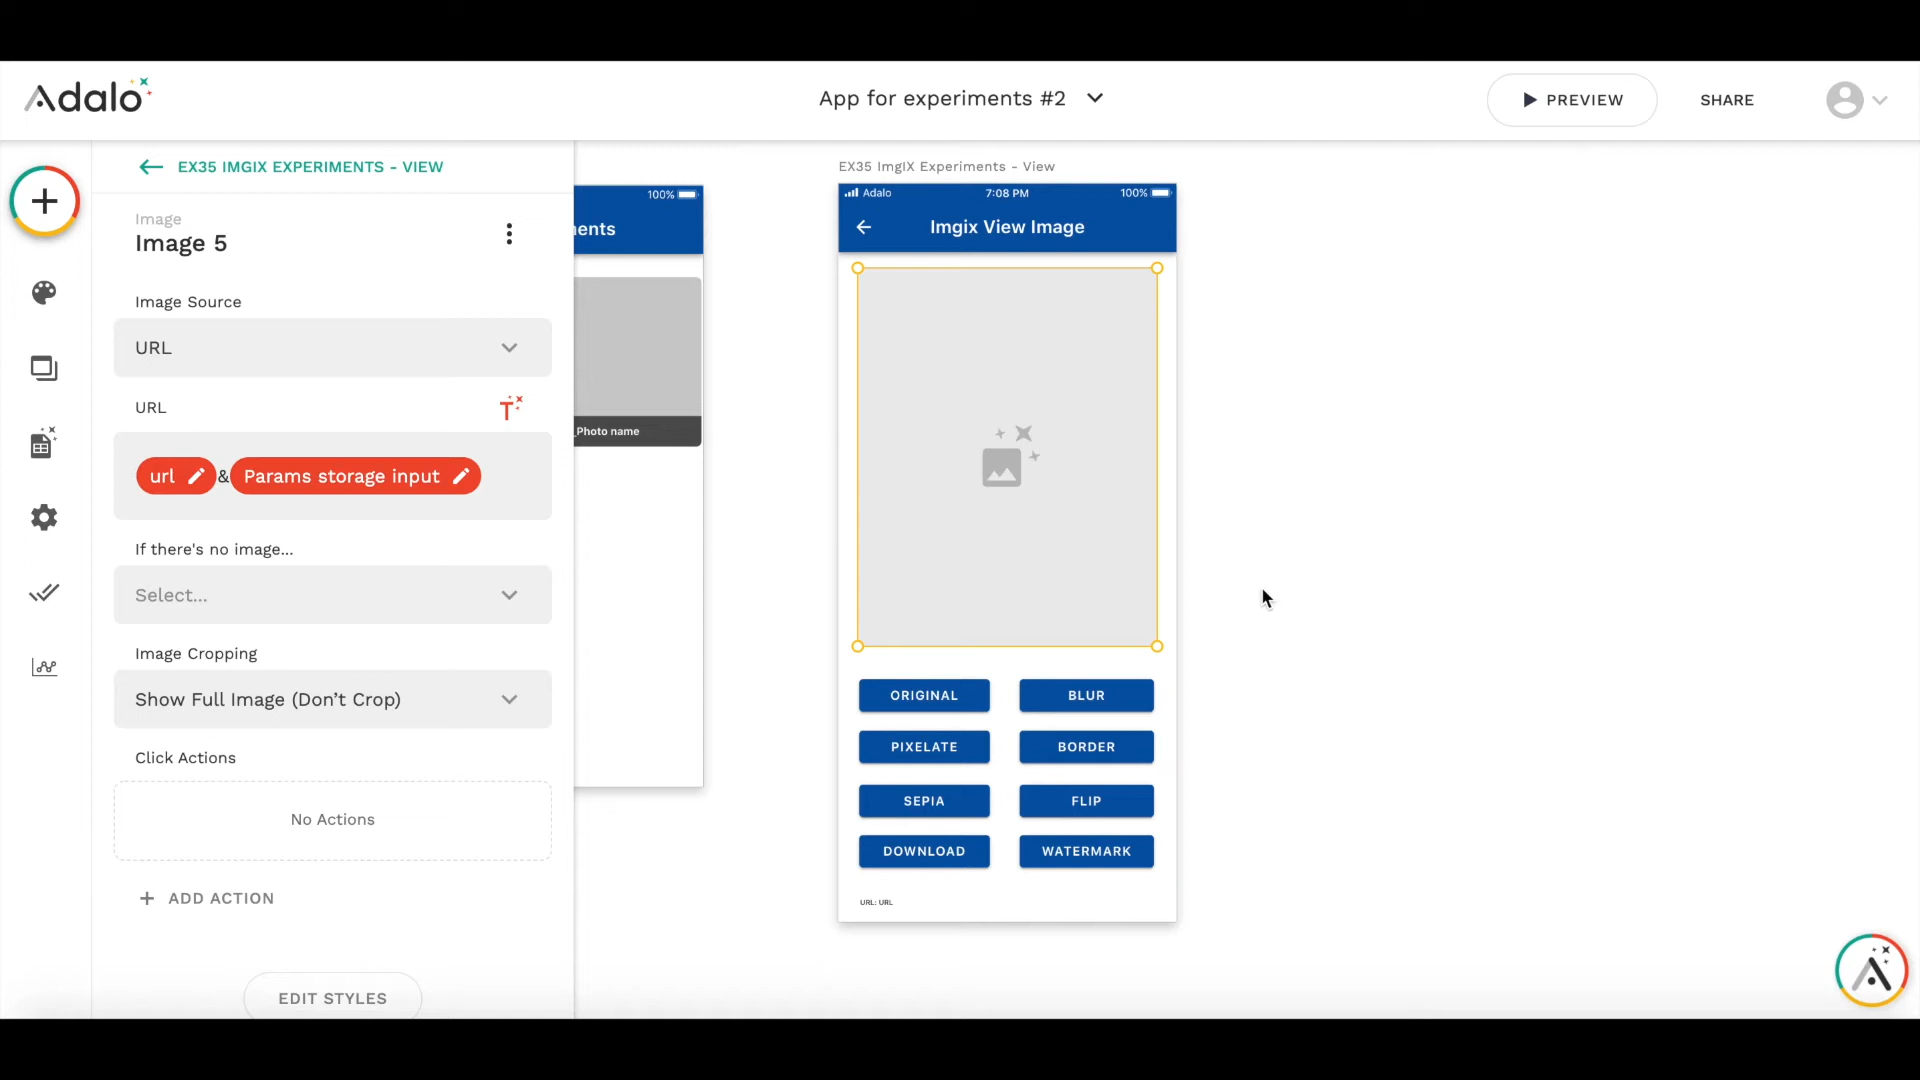 Adalo
App for experiments #2
PREVIEW
SHARE
EX35 IMGIX EXPERIMENTS - VIEW
Image
Image 5
Image Source
URL
URL
T
url & Params storage input
If there's no image...
Select...
Image Cropping
Show Full Image (Don't Crop)
Click Actions
No Actions
+ ADD ACTION
EDIT STYLES
100%
ents
Photo name
EX35 ImgIX Experiments - View
Adalo 7:08 PM 100%
Imgix View Image
ORIGINAL BLUR
PIXELATE BORDER
SEPIA FLIP
DOWNLOAD WATERMARK
URL: URL